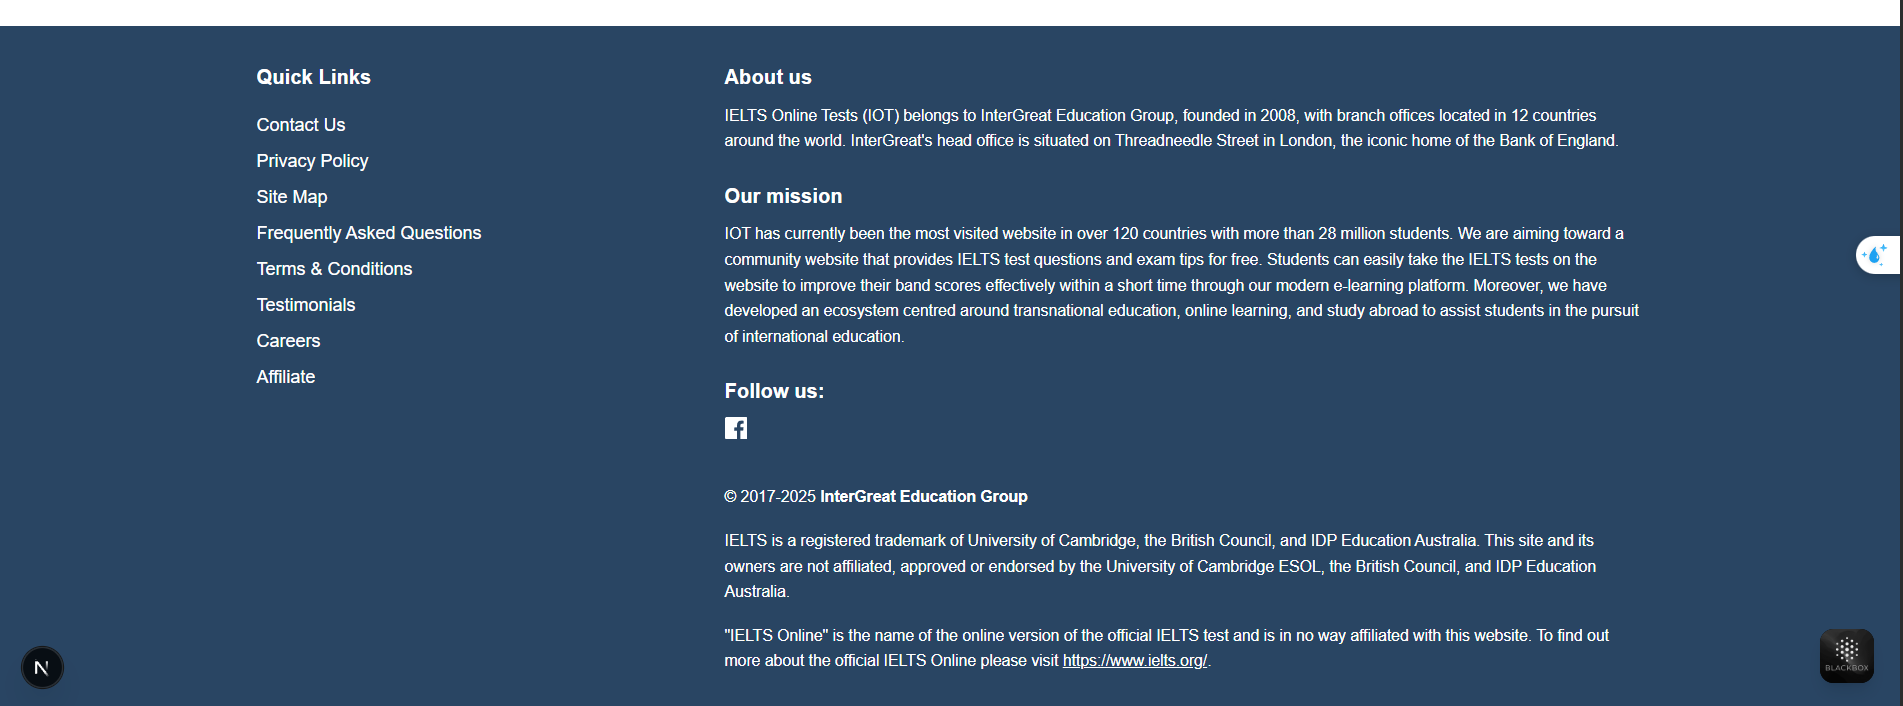 Quick Links
Contact Us
Privacy Policy
Site Map
Frequently Asked Questions
Terms & Conditions
Testimonials
Careers
Affiliate
About us
IELTS Online Tests (IOT) belongs to InterGreat Education Group, founded in 2008, with branch offices located in 12 countries
around the world. InterGreat's head office is situated on Threadneedle Street in London, the iconic home of the Bank of England.
Our mission
IOT has currently been the most visited website in over 120 countries with more than 28 million students. We are aiming toward a
community website that provides IELTS test questions and exam tips for free. Students can easily take the IELTS tests on the
website to improve their band scores effectively within a short time through our modern e-learning platform. Moreover, we have
developed an ecosystem centred around transnational education, online learning, and study abroad to assist students in the pursuit
of international education.
Follow us:
© 2017-2025 InterGreat Education Group
IELTS is a registered trademark of University of Cambridge, the British Council, and IDP Education Australia. This site and its
owners are not affiliated, approved or endorsed by the University of Cambridge ESOL, the British Council, and IDP Education
Australia.
"IELTS Online" is the name of the online version of the official IELTS test and is in no way affiliated with this website. To find out
more about the official IELTS Online please visit https://www.ielts.org/.
N
BLACKBOX